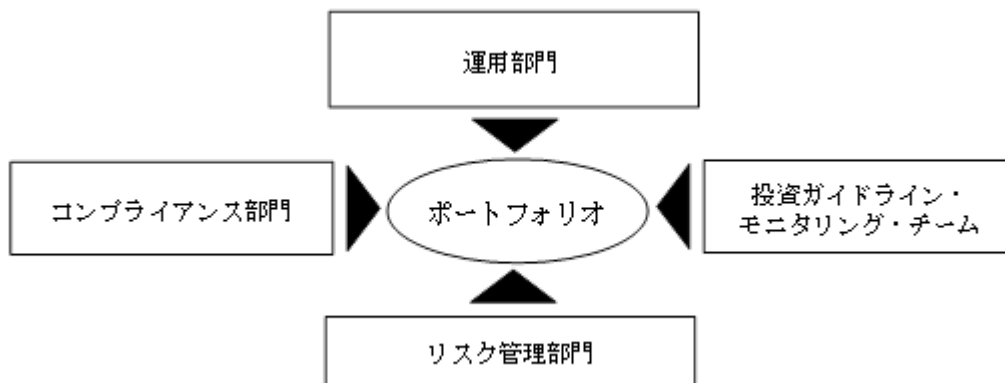 運用部門
コンプライアンス部門
ポートフォリオ
投資ガイドライン・
モニタリング・チーム
リスク管理部門